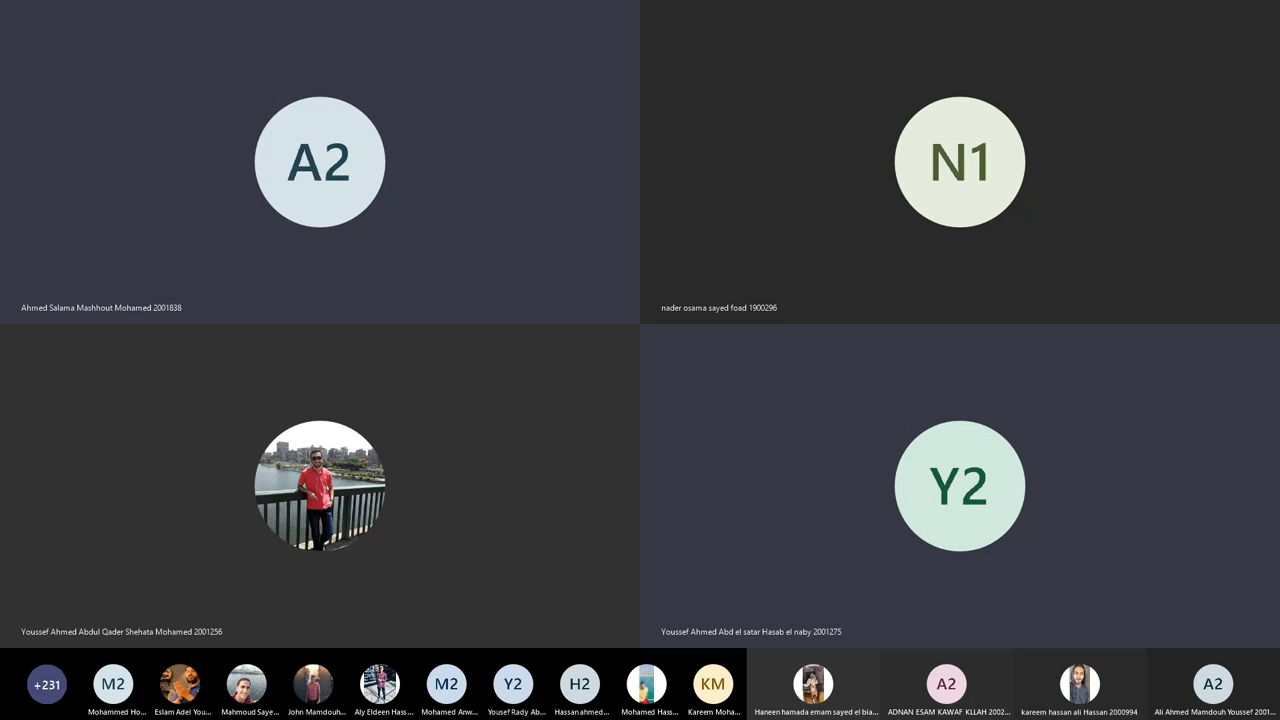 A2
N1
Ahmed Salama Mashhout Mohamed 2001838
nader osama sayed foad 1900296
Y2
Youssef Ahmed Abdul Qader Shehata Mohamed 2001256
Youssef Ahmed Abd el satar Hasab el naby 2001275
+231
M2
M2
Y2
H2
KM
A2
A2
Mohammed Ho...
Eslam Adel You...
Mahmoud Saye...
John Mamdouh...
Aly Eldeen Hass...
Mohamed Anw...
Yousef Rady Ab...
Hassan ahmed...
Mohamed Hass...
Kareem Moha...
Haneen hamada emam sayed el bia...
ADNAN ESAM KAWAF KLLAH 2002...
kareem hassan ali Hassan 2000994
Ali Ahmed Mamdouh Youssef 2001...